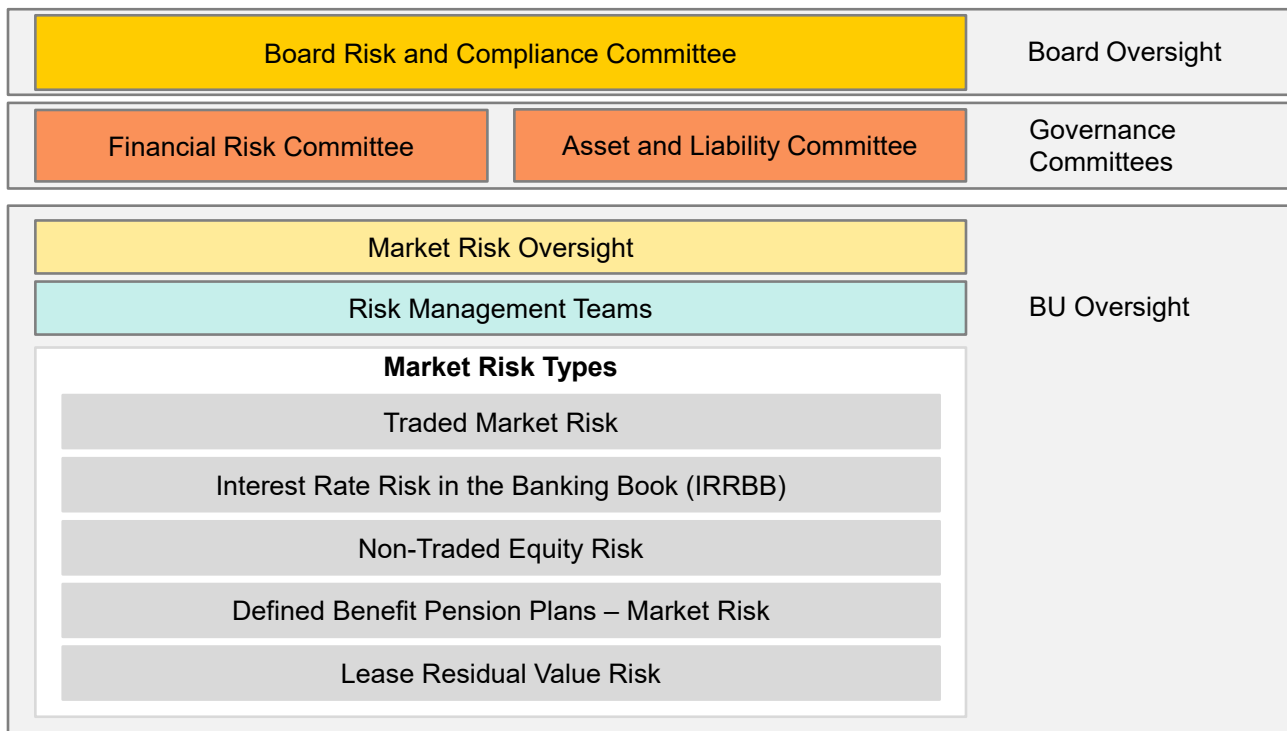 Board Risk and Compliance Committee
Board Oversight
Financial Risk Committee
Asset and Liability Committee
Governance
Committees
Market Risk Oversight
Risk Management Teams
BU Oversight
Market Risk Types
Traded Market Risk
Interest Rate Risk in the Banking Book (IRRBB)
Non-Traded Equity Risk
Defined Benefit Pension Plans – Market Risk
Lease Residual Value Risk